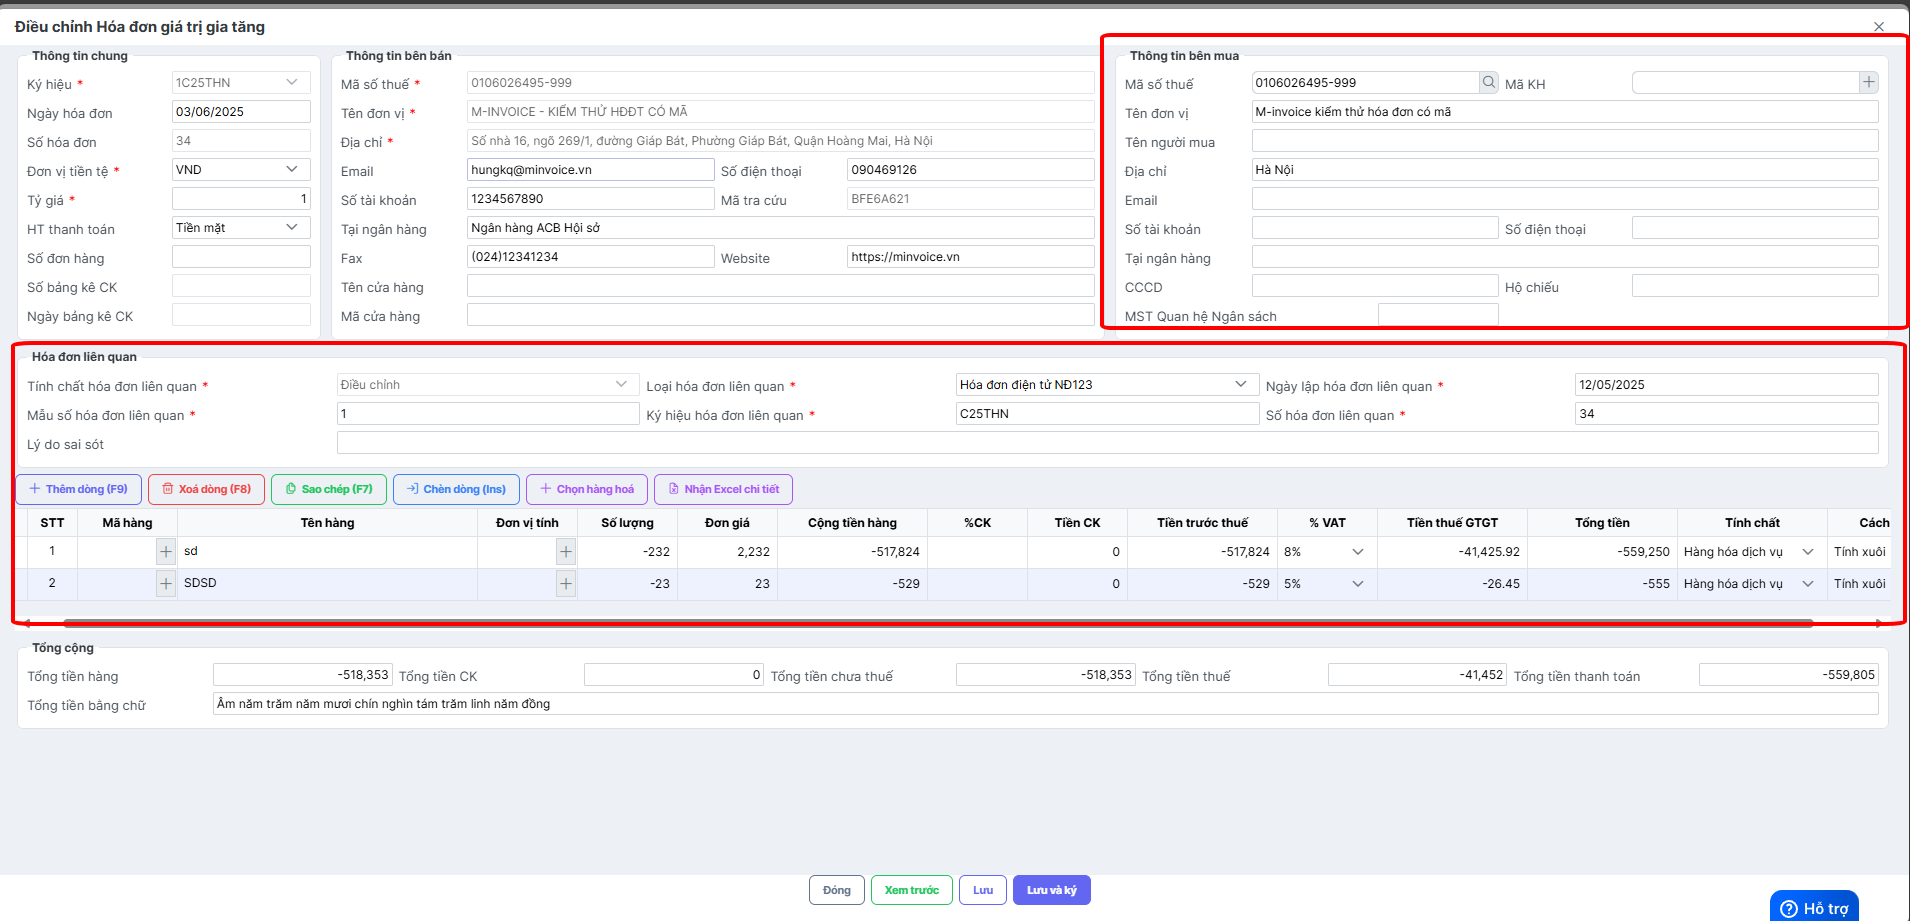 Điều chỉnh Hóa đơn giá trị gia tăng
Thông tin chung
Ký hiệu * 1C25THN
Ngày hóa đơn 03/06/2025
Số hóa đơn 34
Đơn vị tiền tệ * VND
Tỷ giá * 1
HT thanh toán Tiền mặt
Số đơn hàng
Số bảng kê CK
Ngày bảng kê CK
Thông tin bên bán
Mã số thuế * 0106026495-999
Tên đơn vị * M-INVOICE - KIỂM THỬ HĐĐT CÓ MÃ
Địa chỉ * Số nhà 16, ngõ 269/1, đường Giáp Bát, Phường Giáp Bát, Quận Hoàng Mai, Hà Nội
Email hungkq@minvoice.vn Số điện thoại 090469126
Số tài khoản 1234567890 Mã tra cứu BFE6A621
Tại ngân hàng Ngân hàng ACB Hội sở
Fax (024)12341234 Website https://minvoice.vn
Tên cửa hàng
Mã cửa hàng
Thông tin bên mua
Mã số thuế 0106026495-999 Mã KH
Tên đơn vị M-invoice kiểm thử hóa đơn có mã
Tên người mua
Địa chỉ Hà Nội
Email
Số tài khoản Số điện thoại
Tại ngân hàng
CCCD Hộ chiếu
MST Quan hệ Ngân sách
Hóa đơn liên quan
Tính chất hóa đơn liên quan * Điều chỉnh Loại hóa đơn liên quan * Hóa đơn điện tử NĐ123 Ngày lập hóa đơn liên quan * 12/05/2025
Mẫu số hóa đơn liên quan * 1 Ký hiệu hóa đơn liên quan * C25THN Số hóa đơn liên quan * 34
Lý do sai sót
Thêm dòng (F9) Xoá dòng (F8) Sao chép (F7) Chèn dòng (Ins) Chọn hàng hoá Nhận Excel chi tiết
STT Mã hàng Tên hàng Đơn vị tính Số lượng Đơn giá Cộng tiền hàng %CK Tiền CK Tiền trước thuế % VAT Tiền thuế GTGT Tổng tiền Tính chất Cách
1 sd -232 2,232 -517,824 0 -517,824 8% -41,425.92 -559,250 Hàng hóa dịch vụ Tính xuôi
2 SDSD -23 23 -529 0 -529 5% -26.45 -555 Hàng hóa dịch vụ Tính xuôi
Tổng cộng
Tổng tiền hàng -518,353 Tổng tiền CK 0 Tổng tiền chưa thuế -518,353 Tổng tiền thuế -41,452 Tổng tiền thanh toán -559,805
Tổng tiền bằng chữ Âm năm trăm năm mươi chín nghìn tám trăm linh năm đồng
Đóng Xem trước Lưu Lưu và ký
Hỗ trợ